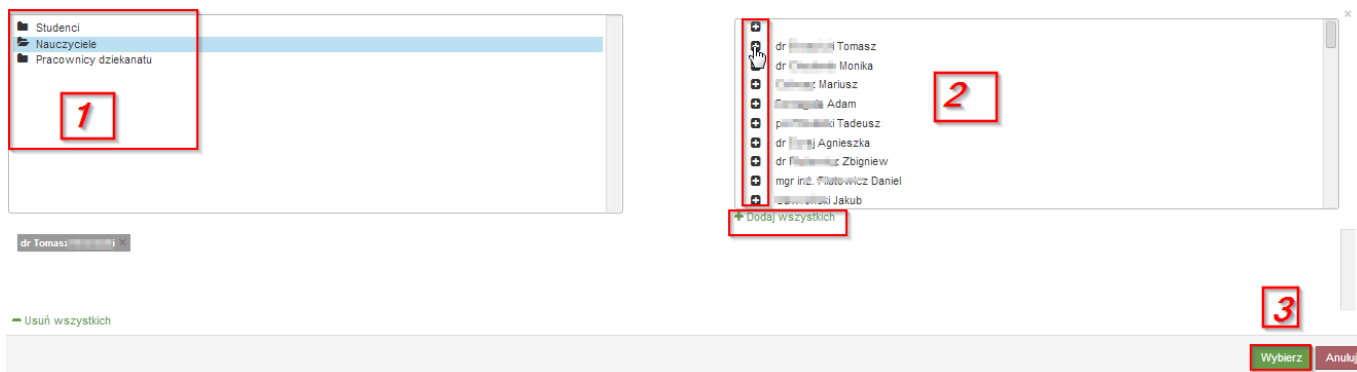 Studenci
Nauczyciele
Pracownicy dziekanatu
1
dr Tomasz
dr Monika
Mariusz
Adam
Tadeusz
dr Agnieszka
dr Zbigniew
mgr inż. Daniel
Jakub
2
+ Dodaj wszystkich
dr Tomasz
Usuń wszystkich
3
Wybierz
Anuluj